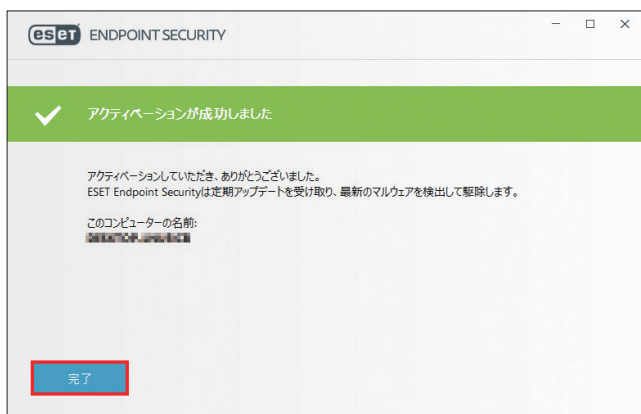 eset ENDPOINT SECURITY
アクティベーションが成功しました
アクティベーションしていただき、ありがとうございました。
ESET Endpoint Securityは定期アップデートを受け取り、最新のマルウェアを検出して駆除します。
このコンピューターの名前:
完了